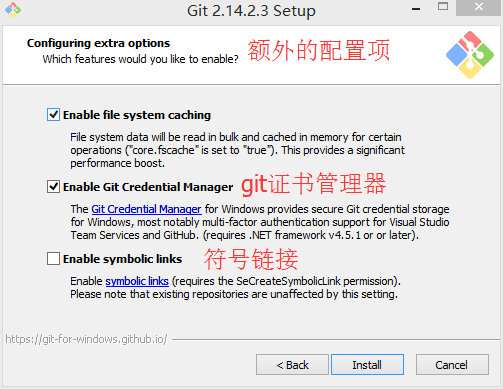 Git 2.14.2.3 Setup
Configuring extra options
Which features would you like to enable?
额外的配置项
Enable file system caching
File system data will be read in bulk and cached in memory for certain
operations ("core.fscache" is set to "true"). This provides a significant
performance boost.
Enable Git Credential Manager git证书管理器
The Git Credential Manager for Windows provides secure Git credential storage
for Windows, most notably multi-factor authentication support for Visual Studio
Team Services and GitHub. (requires .NET framework v4.5.1 or or later).
Enable symbolic links 符号链接
Enable symbolic links (requires the SeCreateSymbolicLink permission).
Please note that existing repositories are unaffected by this setting.
https://git-for-windows.github.io/
< Back Install Cancel